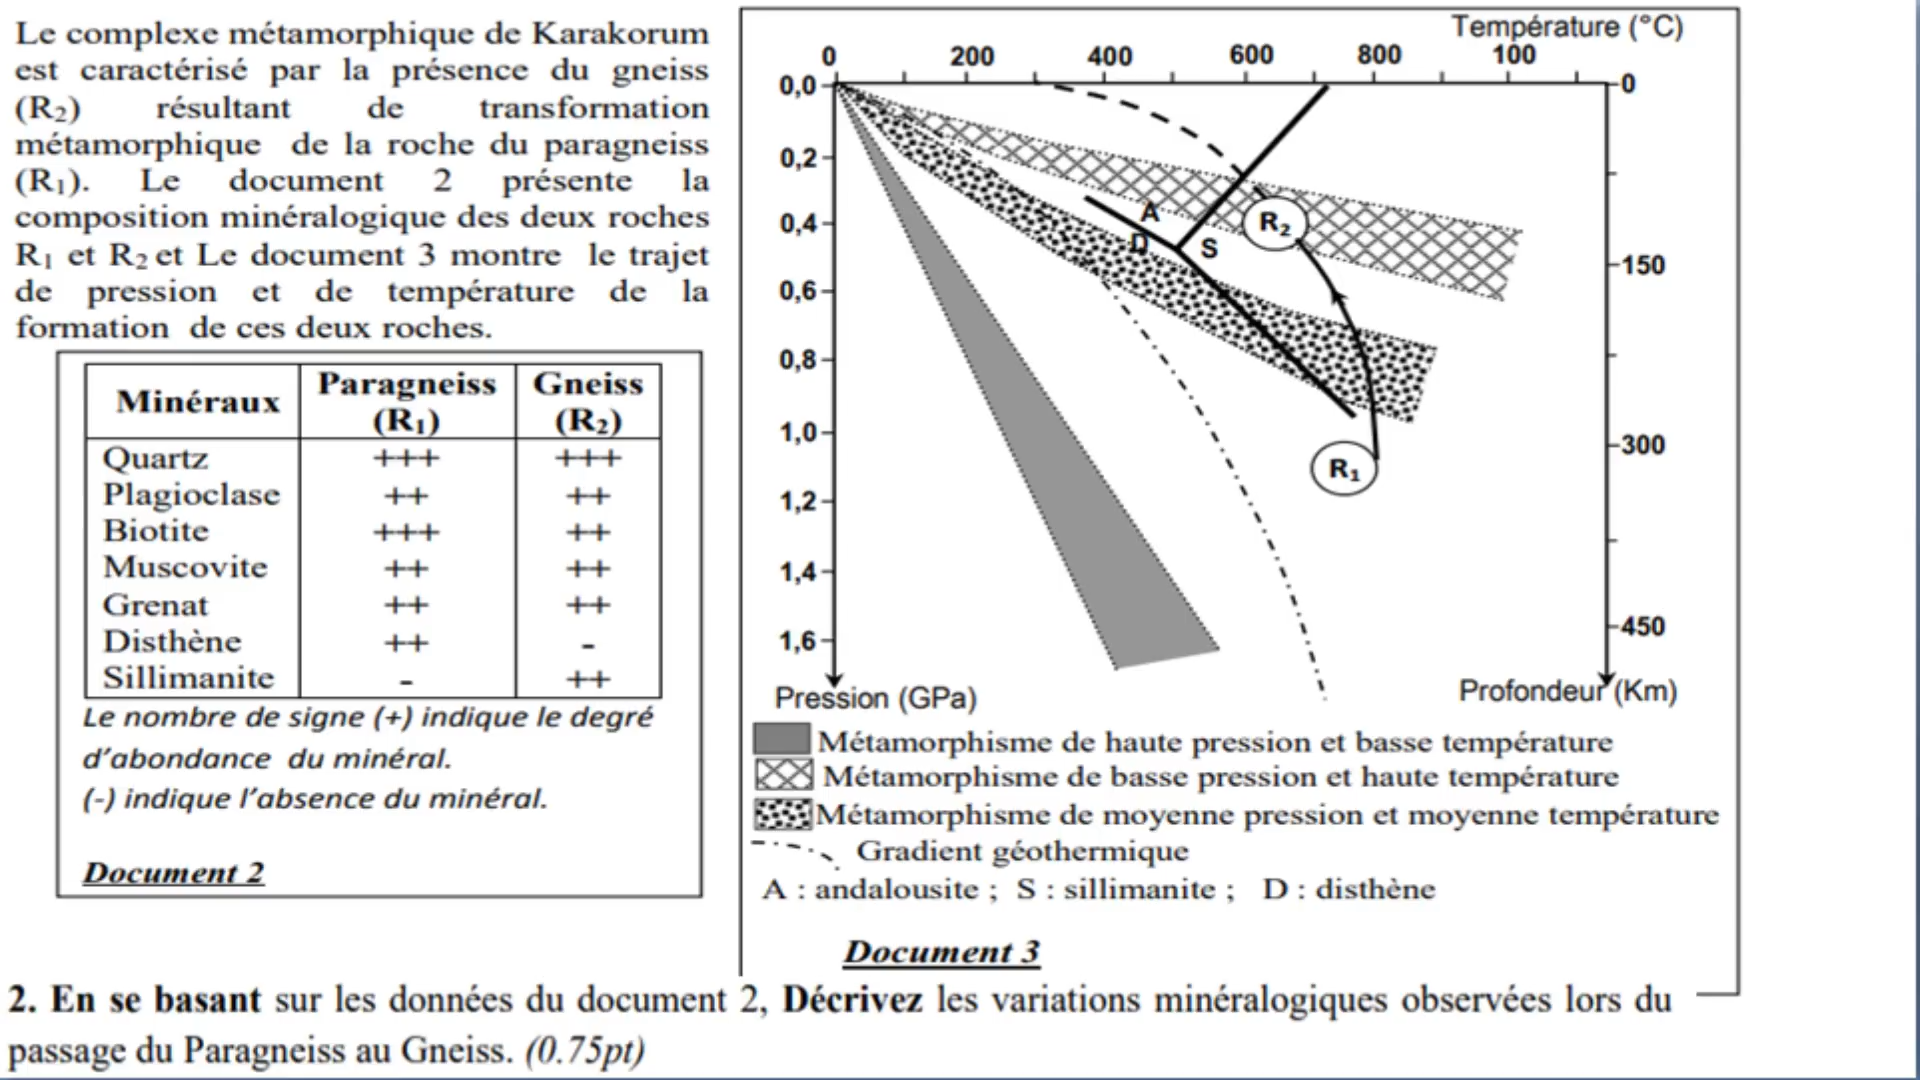 Le complexe métamorphique de Karakorum
est caractérisé par la présence du gneiss
(R₂) résultant de transformation
métamorphique de la roche du paragneiss
(R₁). Le document 2 présente la
composition minéralogique des deux roches
R₁ et R₂ et Le document 3 montre le trajet
de pression et de température de la
formation de ces deux roches.
Minéraux Paragneiss (R₁) Gneiss (R₂)
Quartz +++ +++
Plagioclase ++ ++
Biotite +++ ++
Muscovite ++ ++
Grenat ++ ++
Disthène ++ -
Sillimanite - ++
Le nombre de signe (+) indique le degré
d'abondance du minéral.
(-) indique l'absence du minéral.
Document 2
Température (°C)
0 200 400 600 800 100
0,0 0
0,2
0,4
A
D
S
R₂
150
0,6
0,8
1,0
300
R₁
1,2
1,4
1,6
450
Pression (GPa)
Profondeur (Km)
Métamorphisme de haute pression et basse température
Métamorphisme de basse pression et haute température
Métamorphisme de moyenne pression et moyenne température
Gradient géothermique
A : andalousite ; S : sillimanite ; D : disthène
Document 3
2. En se basant sur les données du document 2, Décrivez les variations minéralogiques observées lors du
passage du Paragneiss au Gneiss. (0.75pt)